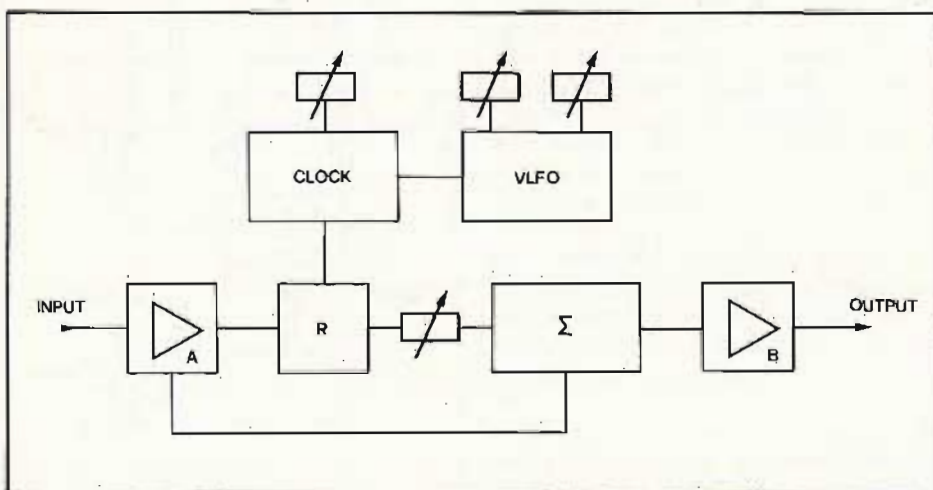 CLOCK
VLFO
INPUT
OUTPUT
A
R
Σ
B